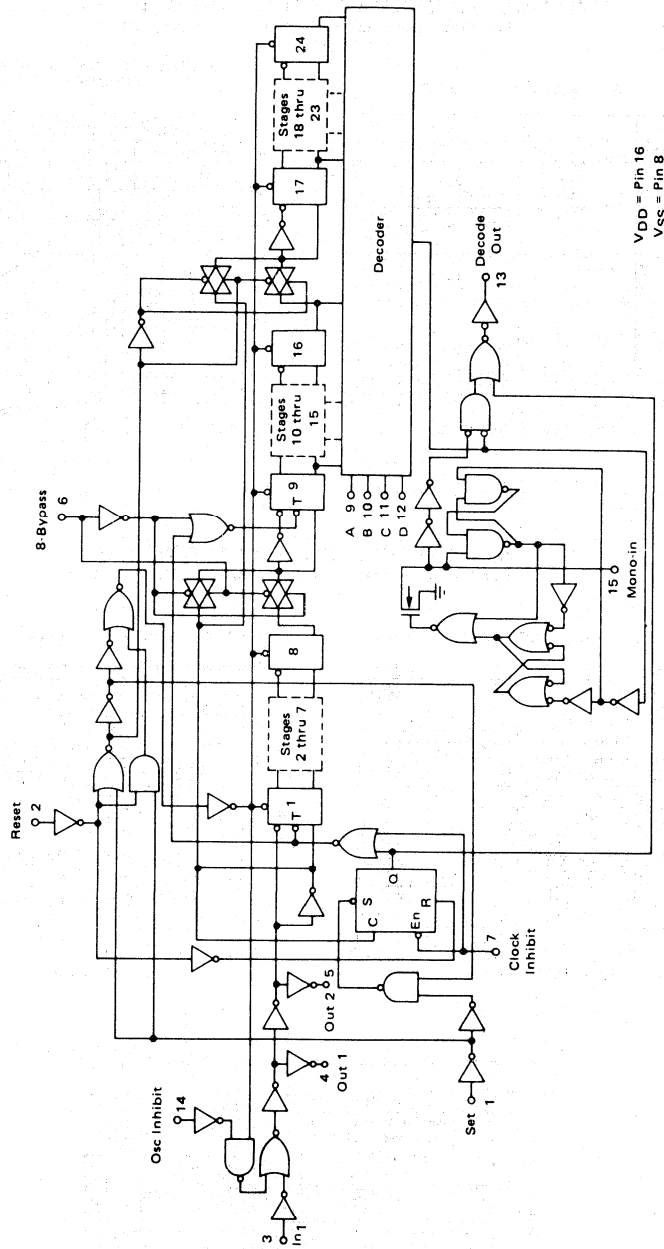 Reset
2
8-Bypass
6
Osc Inhibit
14
3
In1
4
Out 1
5
Out 2
Set
1
7
Clock
Inhibit
C
S
En
R
Q
T 1
Stages
2 thru 7
8
T 9
Stages
10 thru
15
16
17
Stages
18 thru
23
24
Decoder
A 9
B 10
C 11
D 12
15
Mono-in
Decode
Out
13
VDD = Pin 16
VSS = Pin 8